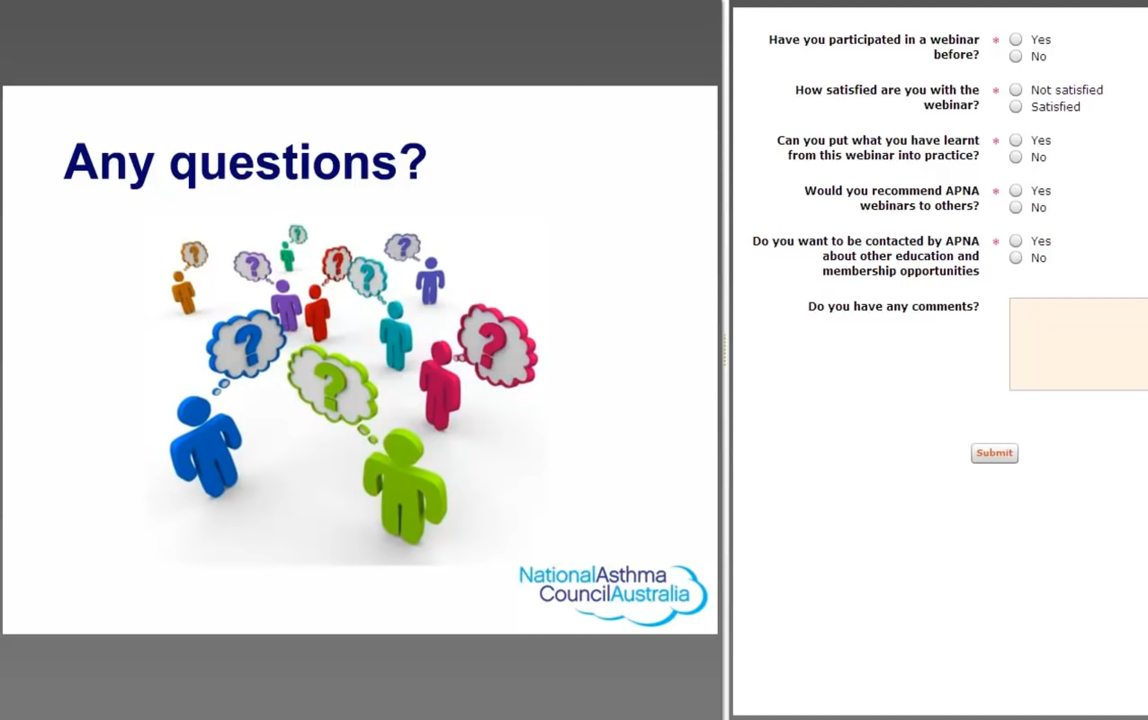 Any questions?
?
?
?
?
?
?
?
?
?
NationalAsthma
CouncilAustralia
Have you participated in a webinar
before?
*
Yes
No
How satisfied are you with the
webinar?
*
Not satisfied
Satisfied
Can you put what you have learnt
from this webinar into practice?
*
Yes
No
Would you recommend APNA
webinars to others?
*
Yes
No
Do you want to be contacted by APNA
about other education and
membership opportunities
*
Yes
No
Do you have any comments?
Submit